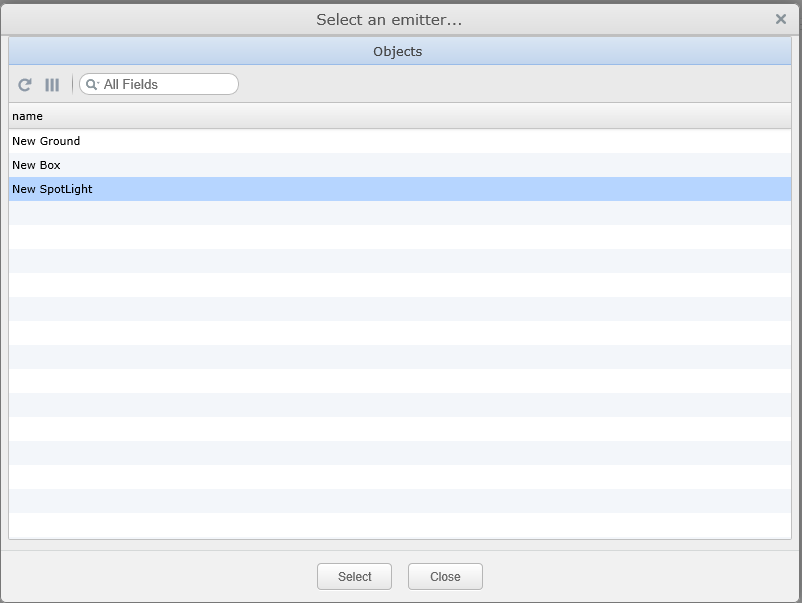 Select an emitter...
Objects
All Fields
name
New Ground
New Box
New SpotLight
Select
Close